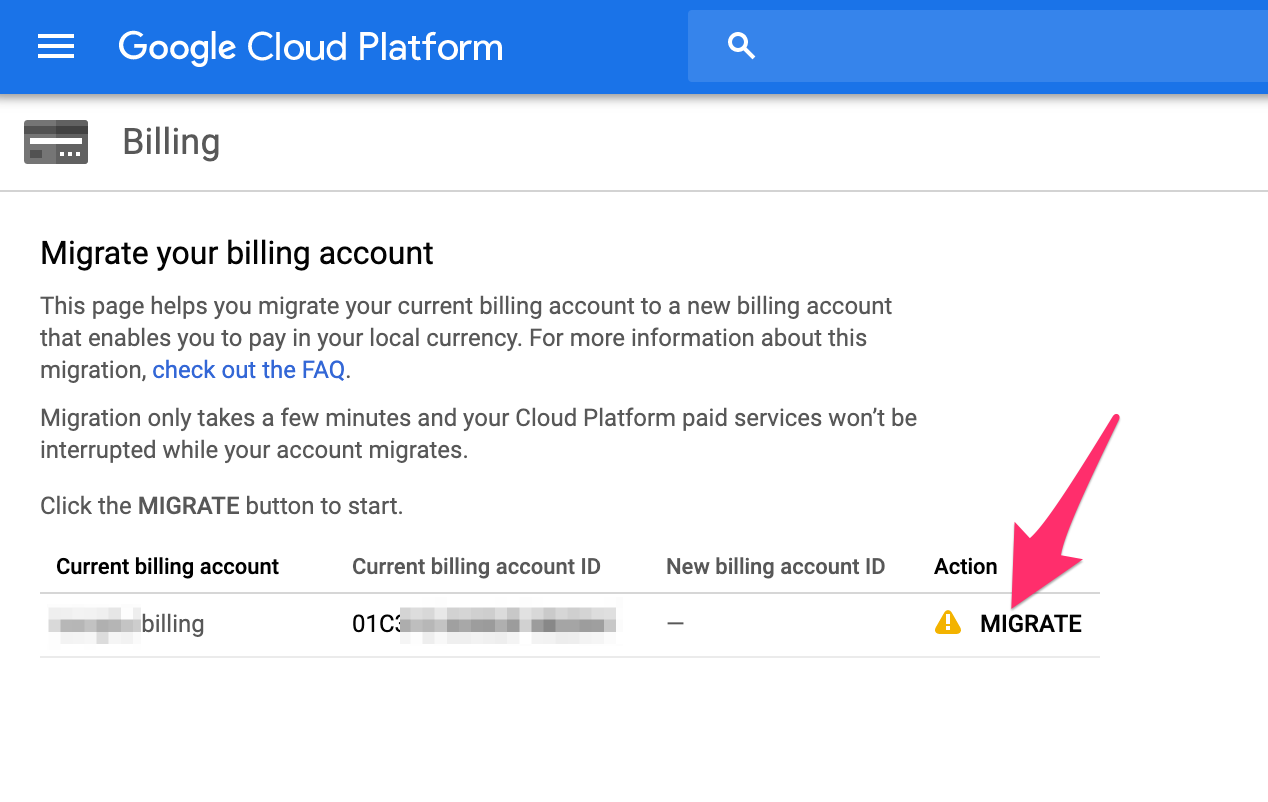 Google Cloud Platform
Billing
Migrate your billing account
This page helps you migrate your current billing account to a new billing account
that enables you to pay in your local currency. For more information about this
migration, check out the FAQ.
Migration only takes a few minutes and your Cloud Platform paid services won’t be
interrupted while your account migrates.
Click the MIGRATE button to start.
Current billing account Current billing account ID New billing account ID Action
billing 01C3 — MIGRATE